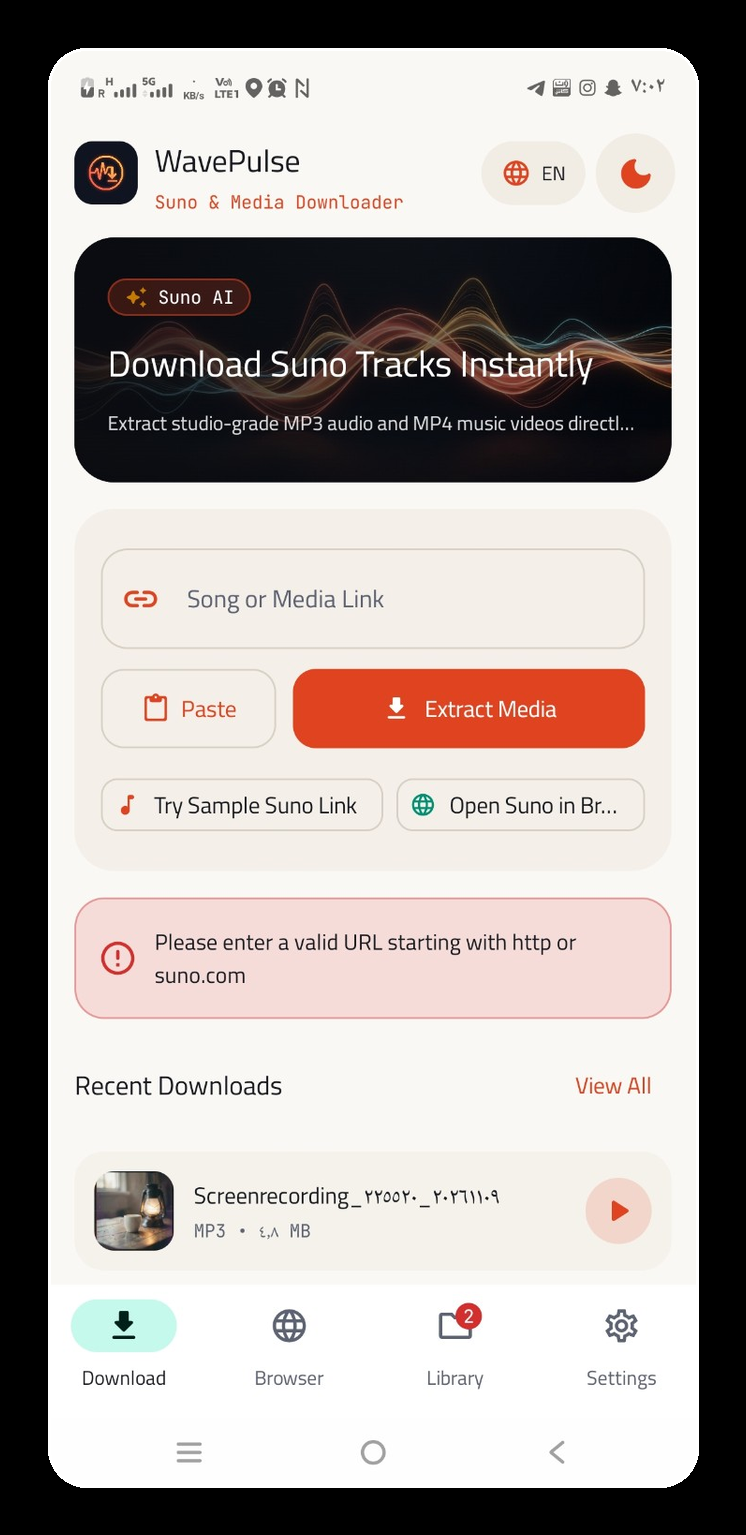 H
R
5G
KB/s
Vo)
LTE1
٧:٠٢
WavePulse
EN
Suno & Media Downloader
Suno AI
Download Suno Tracks Instantly
Extract studio-grade MP3 audio and MP4 music videos directl...
Song or Media Link
Paste
Extract Media
Try Sample Suno Link
Open Suno in Br...
Please enter a valid URL starting with http or
suno.com
Recent Downloads
View All
Screenrecording_٢٠٢٦١١٠٩_٢٢٥٥٢٠
MP3 • ٤,٨ MB
2
Download
Browser
Library
Settings